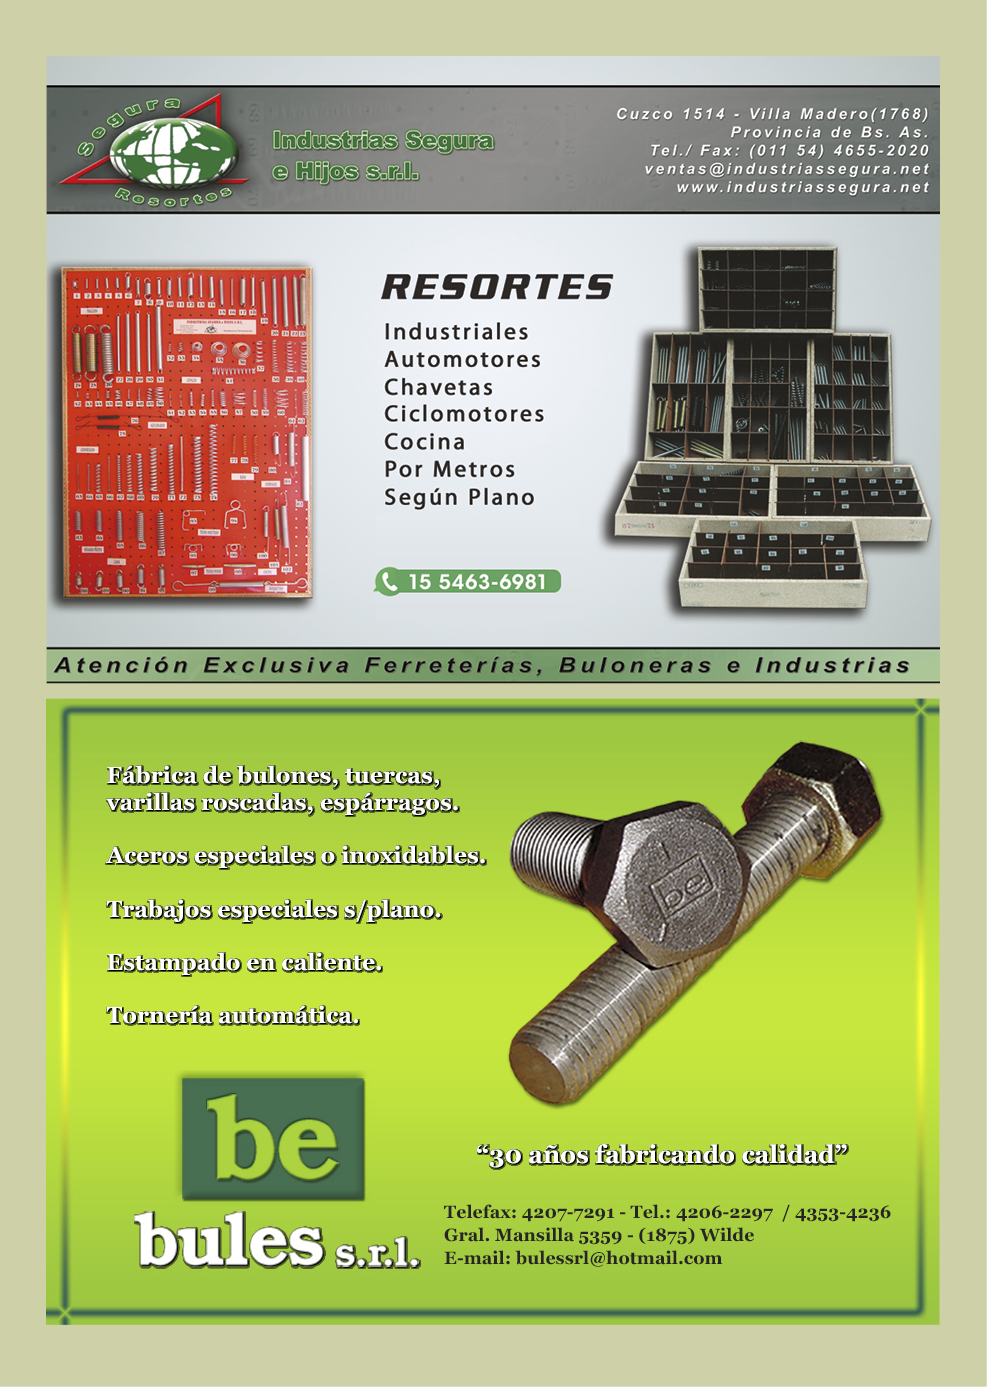 Segura
Resortes
Industrias Segura
e Hijos s.r.l.
Cuzco 1514 - Villa Madero(1768)
Provincia de Bs. As.
Tel./ Fax: (011 54) 4655-2020
ventas@industriassegura.net
www.industriassegura.net
RESORTES
Industriales
Automotores
Chavetas
Ciclomotores
Cocina
Por Metros
Según Plano
15 5463-6981
Atención Exclusiva Ferreterías, Buloneras e Industrias
Fábrica de bulones, tuercas,
varillas roscadas, espárragos.
Aceros especiales o inoxidables.
Trabajos especiales s/plano.
Estampado en caliente.
Tornería automática.
be
be
bules s.r.l.
“30 años fabricando calidad”
Telefax: 4207-7291 - Tel.: 4206-2297 / 4353-4236
Gral. Mansilla 5359 - (1875) Wilde
E-mail: bulessrl@hotmail.com